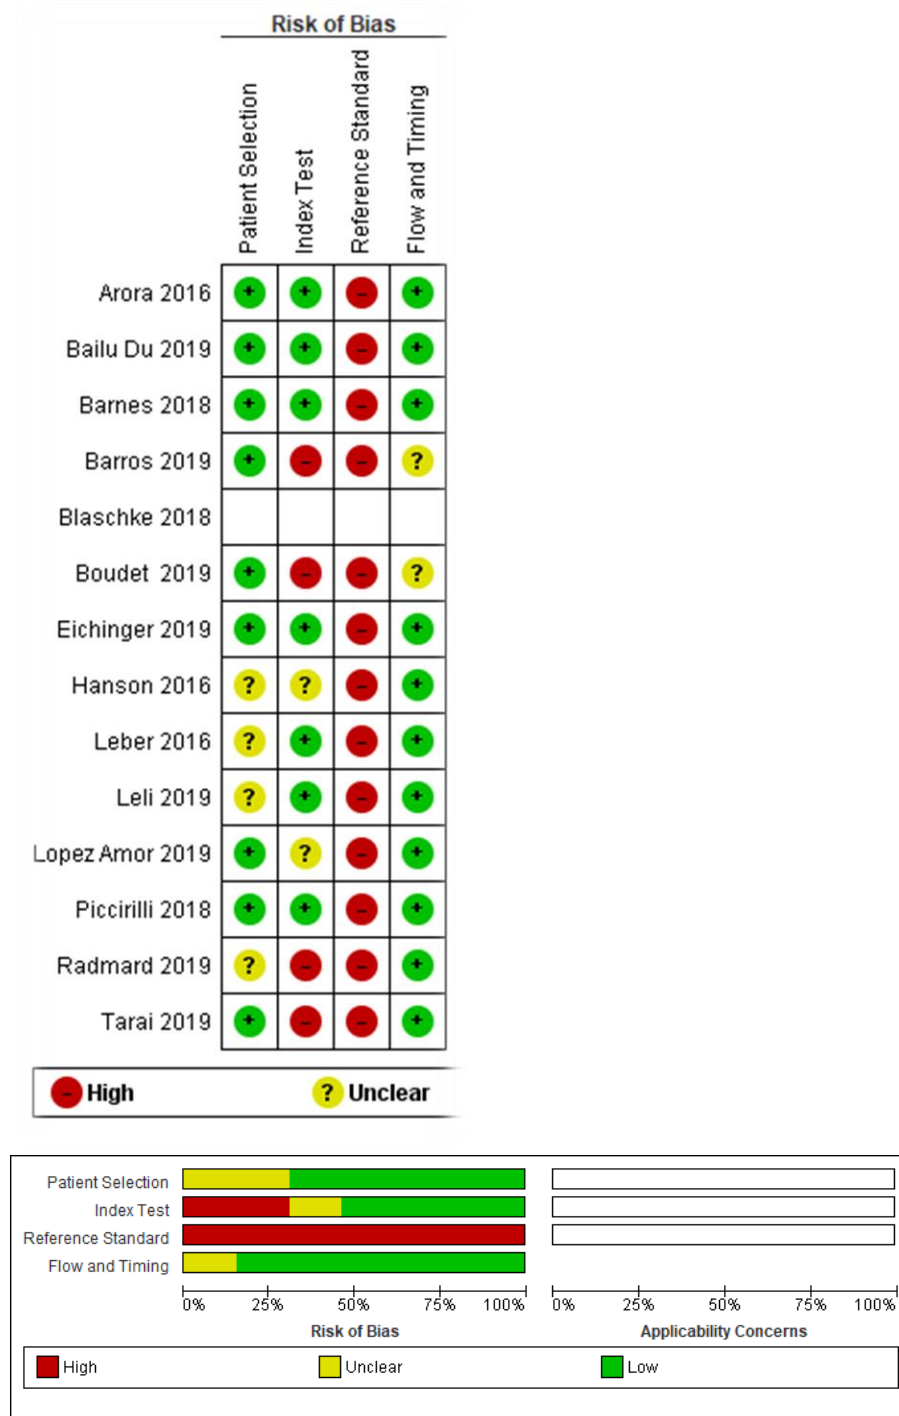 Risk of Bias
Patient Selection
Index Test
Reference Standard
Flow and Timing
Arora 2016 + + – +
Bailu Du 2019 + + – +
Barnes 2018 + + – +
Barros 2019 + – – ?
Blaschke 2018
Boudet 2019 + – – ?
Eichinger 2019 + + – +
Hanson 2016 ? ? – +
Leber 2016 ? + – +
Leli 2019 ? + – +
Lopez Amor 2019 + ? – +
Piccirilli 2018 + + – +
Radmard 2019 ? – – +
Tarai 2019 + – – +
– High ? Unclear
Patient Selection
Index Test
Reference Standard
Flow and Timing
0% 25% 50% 75% 100% 0% 25% 50% 75% 100%
Risk of Bias Applicability Concerns
High Unclear Low